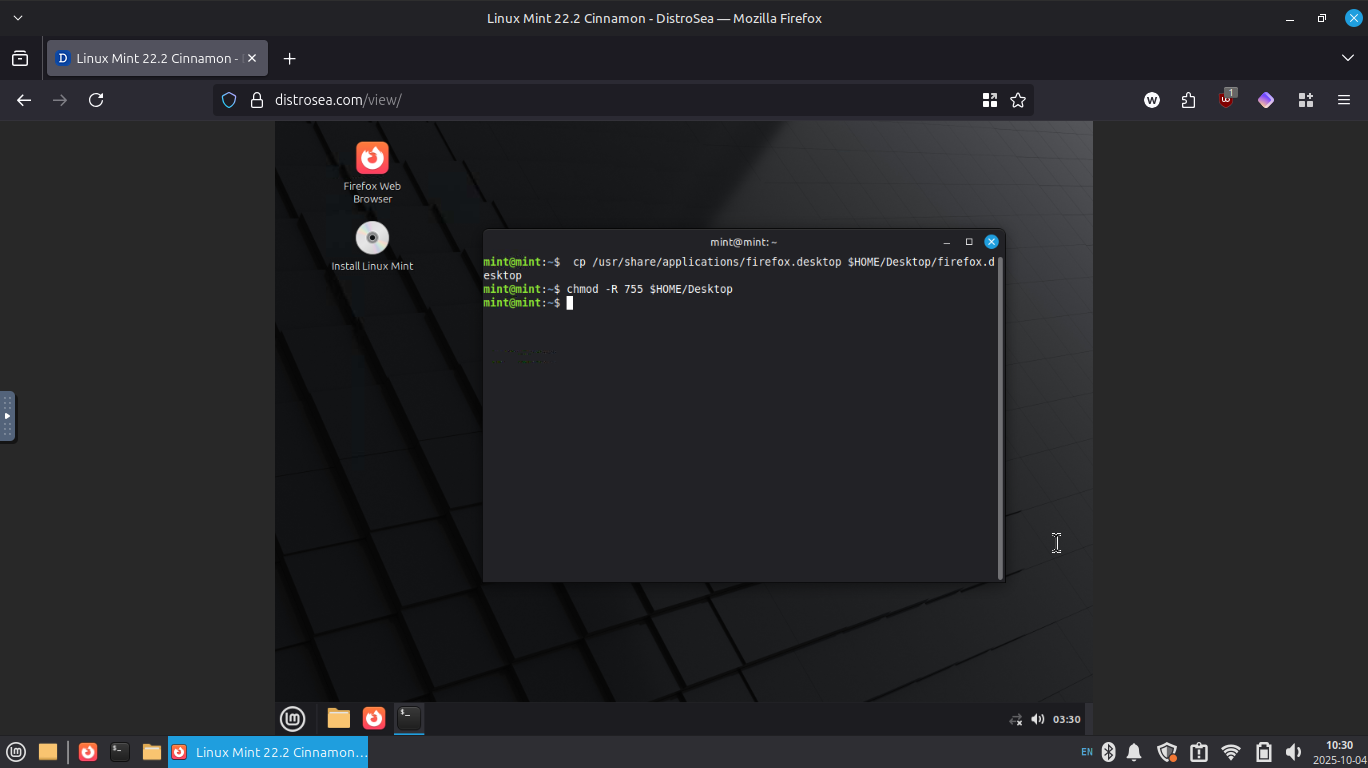 Linux Mint 22.2 Cinnamon - DistroSea — Mozilla Firefox
D Linux Mint 22.2 Cinnamon -
distrosea.com/view/
W
1
Firefox Web
Browser
Install Linux Mint
mint@mint: ~
mint@mint:~$  cp /usr/share/applications/firefox.desktop $HOME/Desktop/firefox.d
esktop
mint@mint:~$ chmod -R 755 $HOME/Desktop
mint@mint:~$
$_
03:30
$_
Linux Mint 22.2 Cinnamon...
EN
10:30
2025-10-04